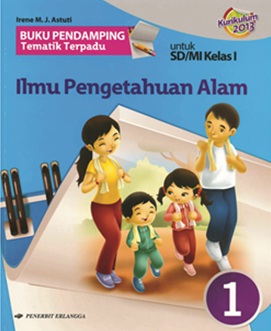 Irene M. J. Astuti
BUKU PENDAMPING
Tematik Terpadu
Kurikulum
2013
untuk
SD/MI Kelas I
Ilmu Pengetahuan Alam
1
PENERBIT ERLANGGA